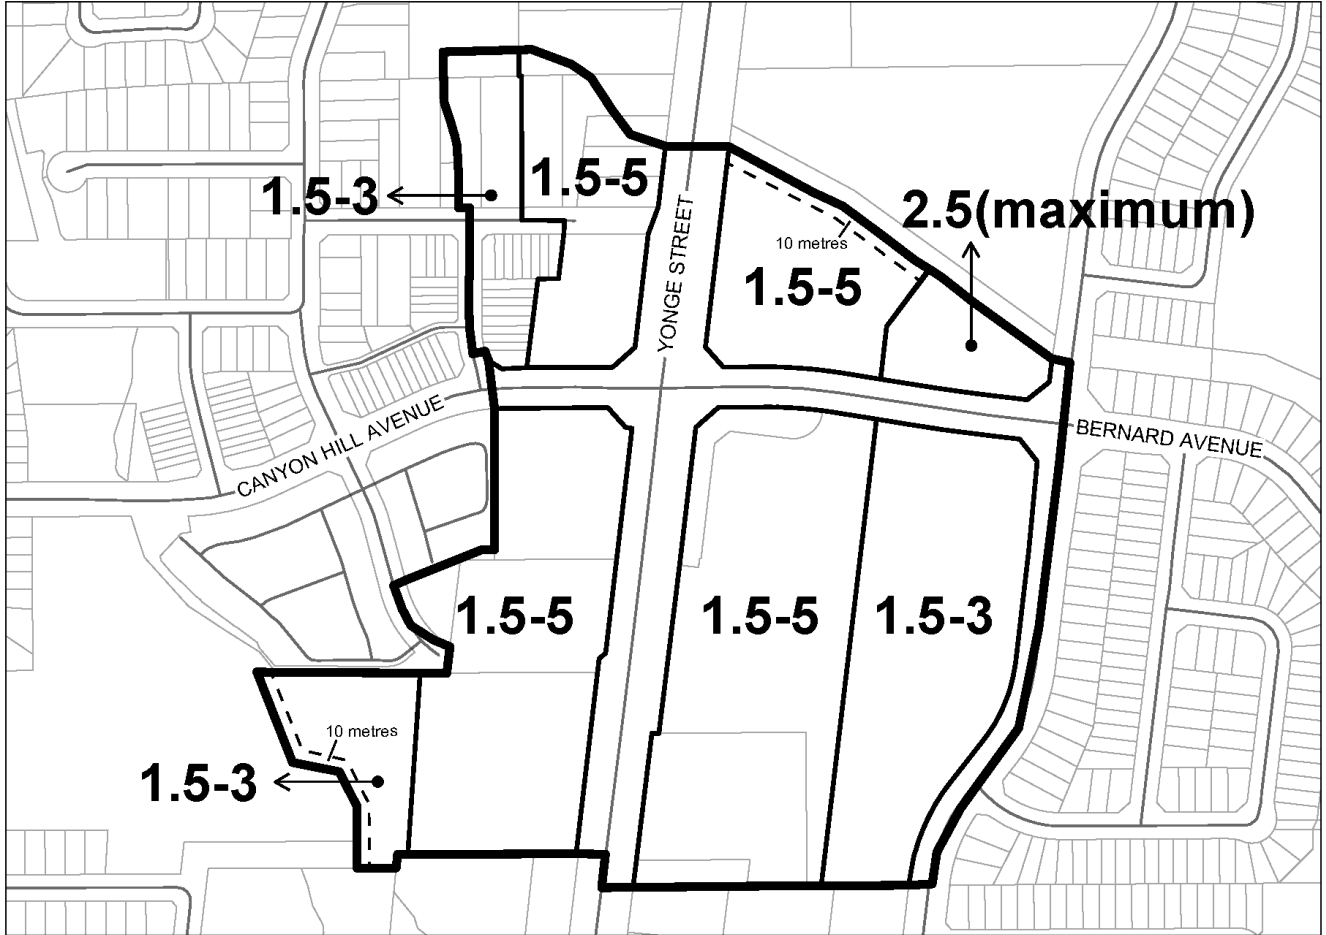 1.5-3
1.5-5
YONGE STREET
10 metres
1.5-5
2.5(maximum)
CANYON HILL AVENUE
BERNARD AVENUE
1.5-5
1.5-5
1.5-3
10 metres
1.5-3